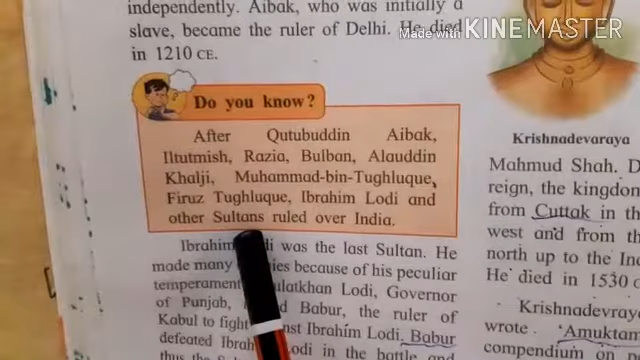 independently. Aibak, who was initially a
slave, became the ruler of Delhi. He died
in 1210 CE.
Made with KINEMASTER
Do you know?
After Qutubuddin Aibak,
Iltutmish, Razia, Bulban, Alauddin
Khalji, Muhammad-bin-Tughluque,
Firuz Tughluque, Ibrahim Lodi and
other Sultans ruled over India.
Ibrahim was the last Sultan. He
made many because of his peculiar
temperament Lodi, Governor
of Punjab, Babur, the ruler of
Kabul to fight Ibrahim Lodi. Babur
defeated Ibrahim in the battle and
Krishnadevaraya
Mahmud Shah.
reign, the kingdom
from Cuttak in the
west and from th
north up to the
He died in 1530
Krishnadevray
wrote 'Amuktam
compendium on